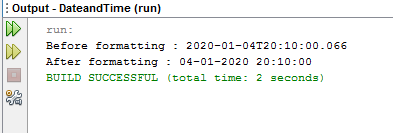 Output - DateandTime (run)
run:
Before formatting : 2020-01-04T20:10:00.066
After formatting : 04-01-2020 20:10:00
BUILD SUCCESSFUL (total time: 2 seconds)